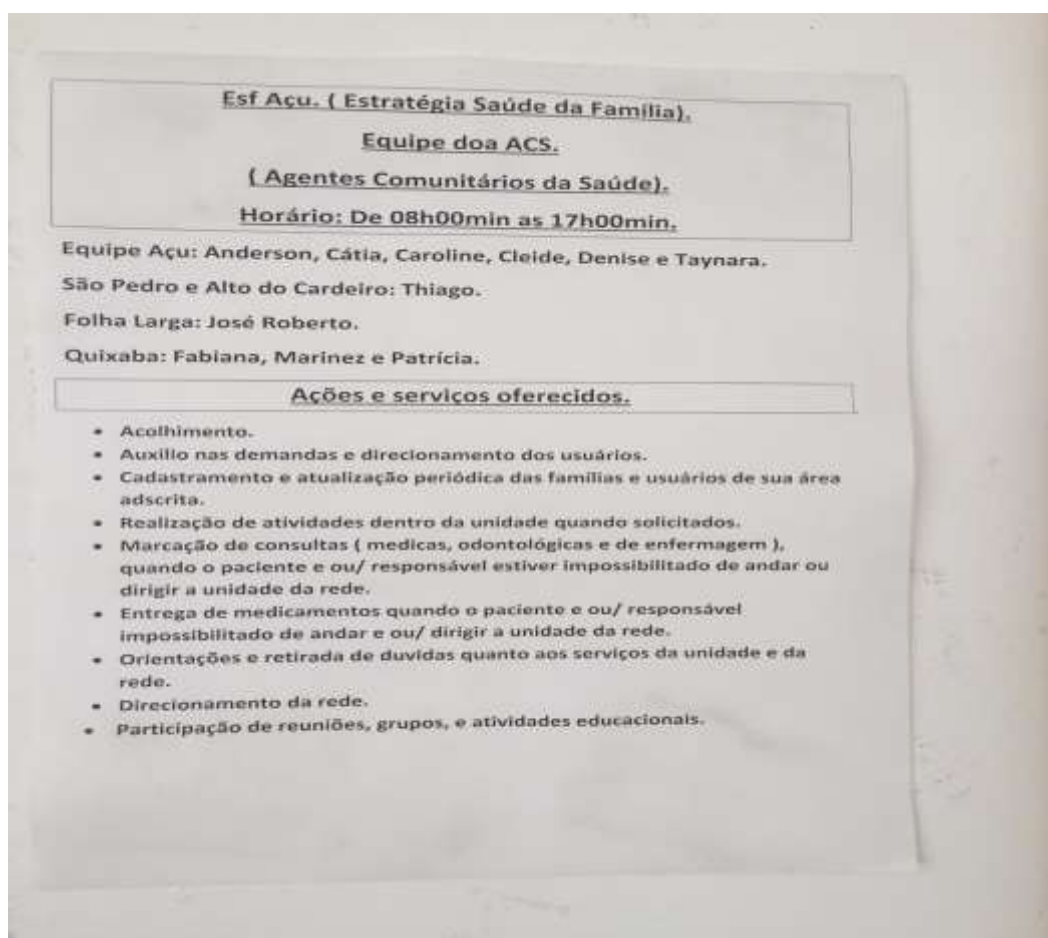 Esf Açu. ( Estratégia Saúde da Família).
Equipe doa ACS.
( Agentes Comunitários da Saúde).
Horário: De 08h00min as 17h00min.
Equipe Açu: Anderson, Cátia, Caroline, Cleide, Denise e Taynara.
São Pedro e Alto do Cardeiro: Thiago.
Folha Larga: José Roberto.
Quixaba: Fabiana, Marinez e Patrícia.
Ações e serviços oferecidos.
• Acolhimento.
• Auxilio nas demandas e direcionamento dos usuários.
• Cadastramento e atualização periódica das famílias e usuários de sua área
adscrita.
• Realização de atividades dentro da unidade quando solicitados.
• Marcação de consultas ( medicas, odontológicas e de enfermagem ),
quando o paciente e ou/ responsável estiver impossibilitado de andar ou
dirigir a unidade da rede.
• Entrega de medicamentos quando o paciente e ou/ responsável
impossibilitado de andar e ou/ dirigir a unidade da rede.
• Orientações e retirada de duvidas quanto aos serviços da unidade e da
rede.
• Direcionamento da rede.
• Participação de reuniões, grupos, e atividades educacionais.